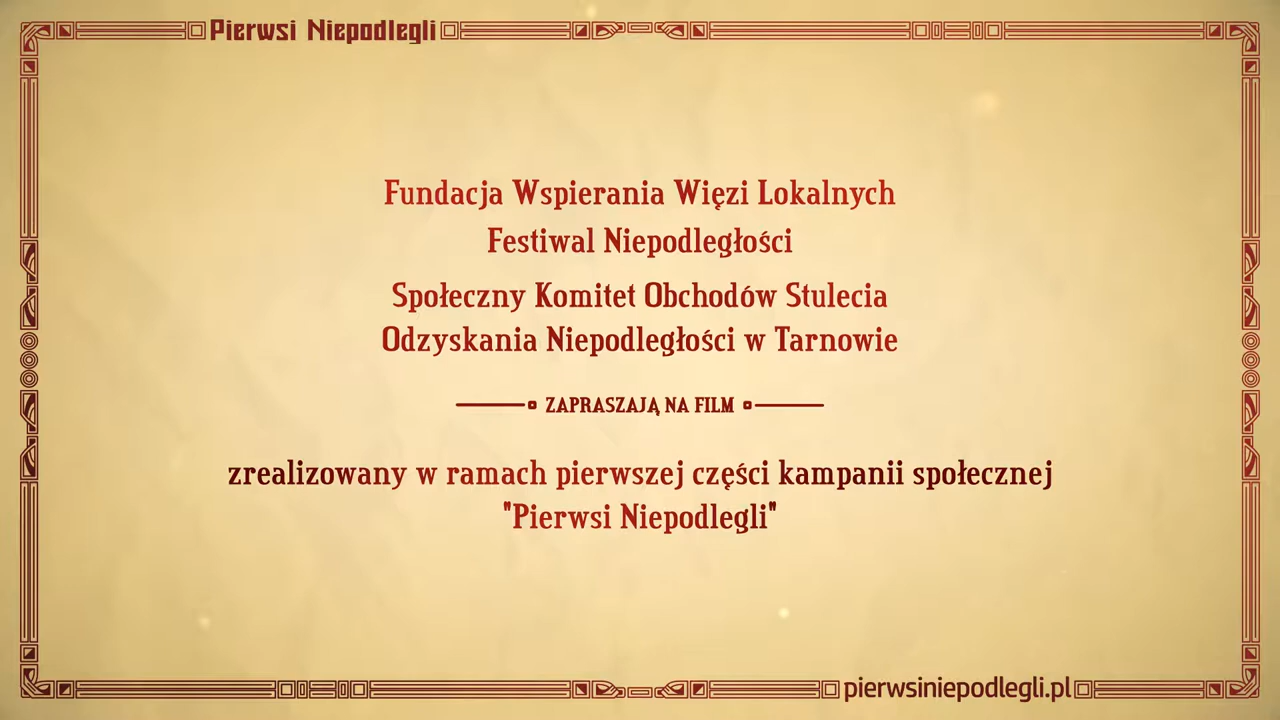 Pierwsi Niepodlegli
Fundacja Wspierania Więzi Lokalnych
Festiwal Niepodległości
Społeczny Komitet Obchodów Stulecia
Odzyskania Niepodległości w Tarnowie
ZAPRASZAJĄ NA FILM
zrealizowany w ramach pierwszej części kampanii społecznej
"Pierwsi Niepodlegli"
pierwsiniepodlegli.pl